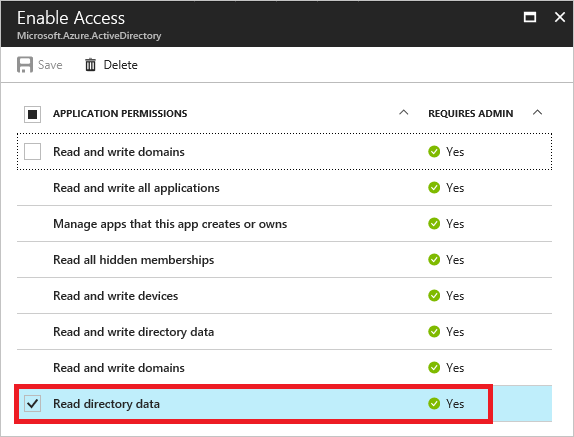 Enable Access
Microsoft.Azure.ActiveDirectory
Save Delete
APPLICATION PERMISSIONS REQUIRES ADMIN
Read and write domains Yes
Read and write all applications Yes
Manage apps that this app creates or owns Yes
Read all hidden memberships Yes
Read and write devices Yes
Read and write directory data Yes
Read and write domains Yes
Read directory data Yes